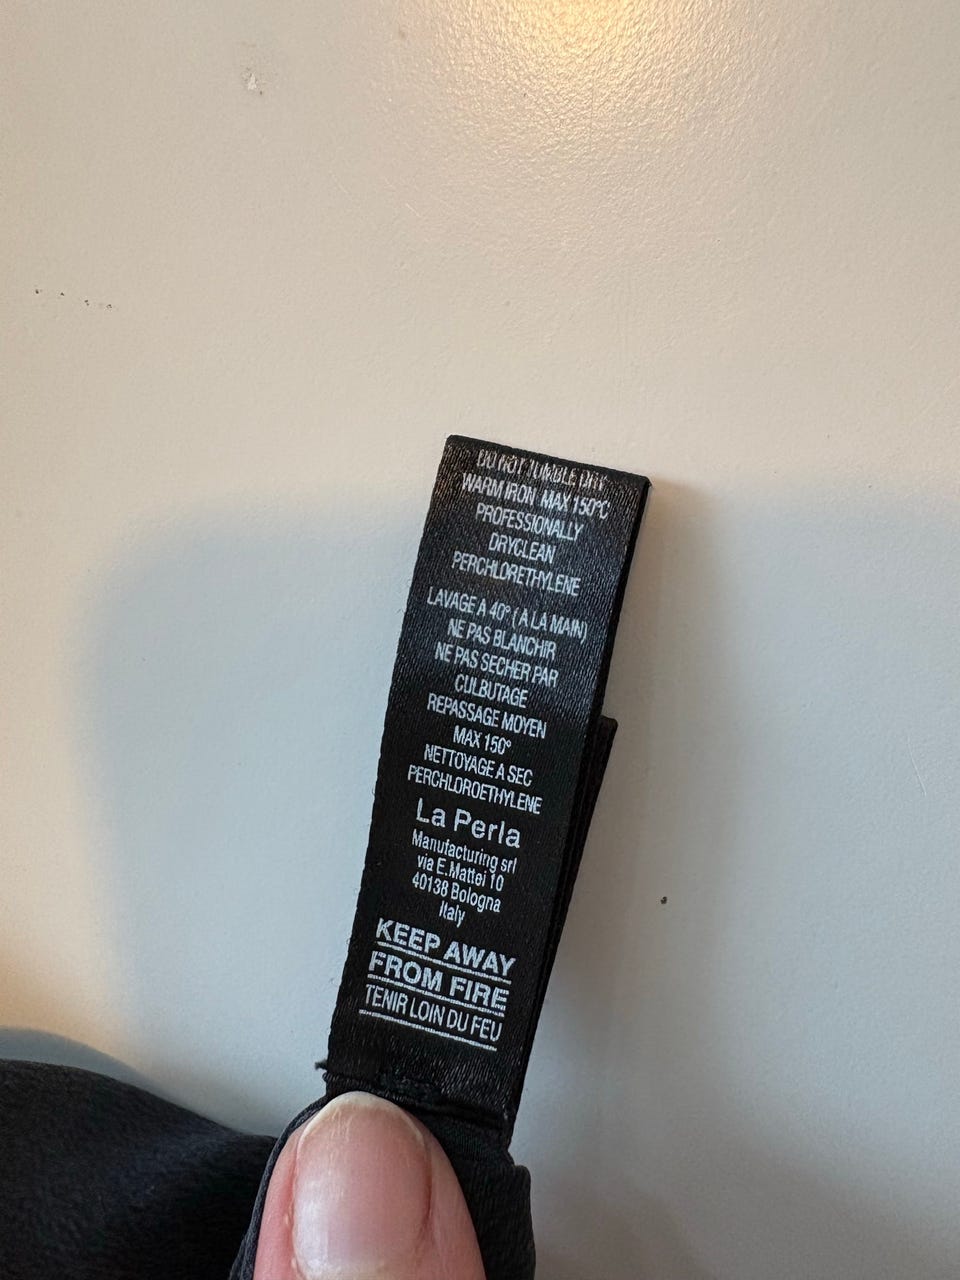 DO NOT TUMBLE DRY
WARM IRON MAX 150°C
PROFESSIONALLY
DRYCLEAN
PERCHLORETHYLENE
LAVAGE A 40° ( A LA MAIN)
NE PAS BLANCHIR
NE PAS SECHER PAR
CULBUTAGE
REPASSAGE MOYEN
MAX 150°
NETTOYAGE A SEC
PERCHLOROETHYLENE
La Perla
Manufacturing srl
via E.Mattei 10
40138 Bologna
Italy
KEEP AWAY
FROM FIRE
TENIR LOIN DU FEU